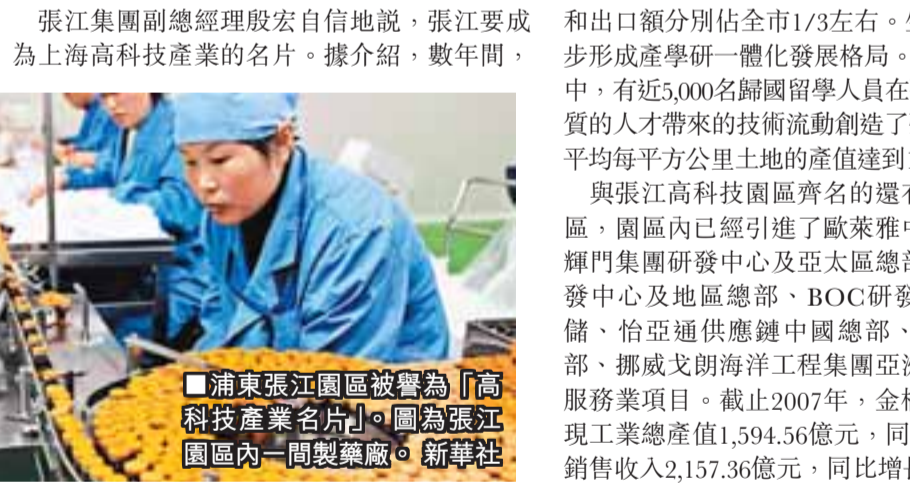 張江集團副總經理殷宏自信地說，張江要成
為上海高科技產業的名片。據介紹，數年間，
■浦東張江園區被譽為「高
科技產業名片」。圖為張江
園區內一間製藥廠。 新華社
和出口額分別佔全市1/3左右。
步形成產學研一體化發展格局。
中，有近5,000名歸國留學人員在
質的人才帶來的技術流動創造了
平均每平方公里土地的產值達到
與張江高科技園區齊名的還有
區，園區內已經引進了歐萊雅中
輝門集團研發中心及亞太區總部
發中心及地區總部、BOC研發
儲、怡亞通供應鏈中國總部、
部、挪威戈朗海洋工程集團亞洲
服務業項目。截止2007年，金橋
現工業總產值1,594.56億元，同
銷售收入2,157.36億元，同比增長